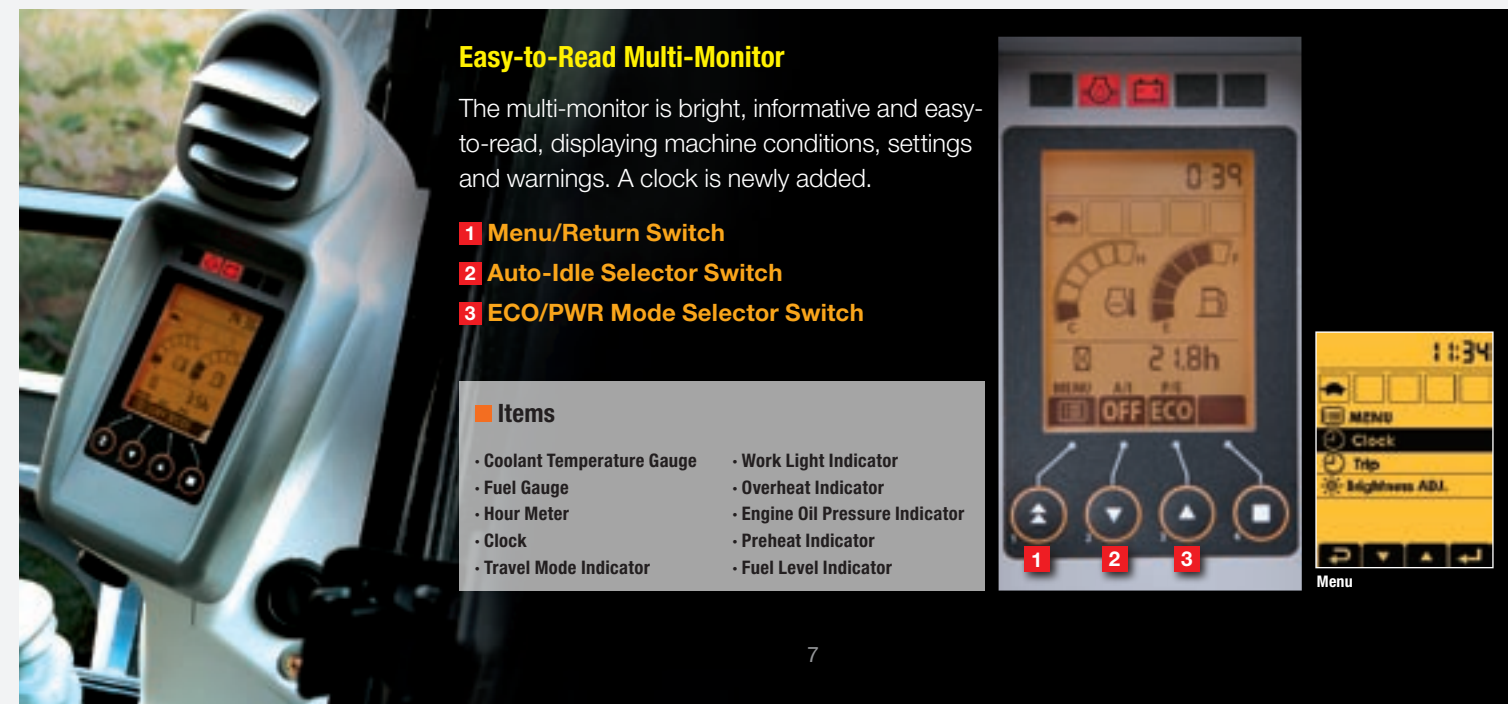 Easy-to-Read Multi-Monitor
The multi-monitor is bright, informative and easy-
to-read, displaying machine conditions, settings
and warnings. A clock is newly added.
1 Menu/Return Switch
2 Auto-Idle Selector Switch
3 ECO/PWR Mode Selector Switch
Items
· Coolant Temperature Gauge
· Fuel Gauge
· Hour Meter
· Clock
· Travel Mode Indicator
· Work Light Indicator
· Overheat Indicator
· Engine Oil Pressure Indicator
· Preheat Indicator
· Fuel Level Indicator
0:39
H F
C E
21.8h
MENU A/I P/E
OFF ECO
1 2 3 4
1 2 3
11:34
MENU
Clock
Trip
Brightness ADJ.
Menu
7